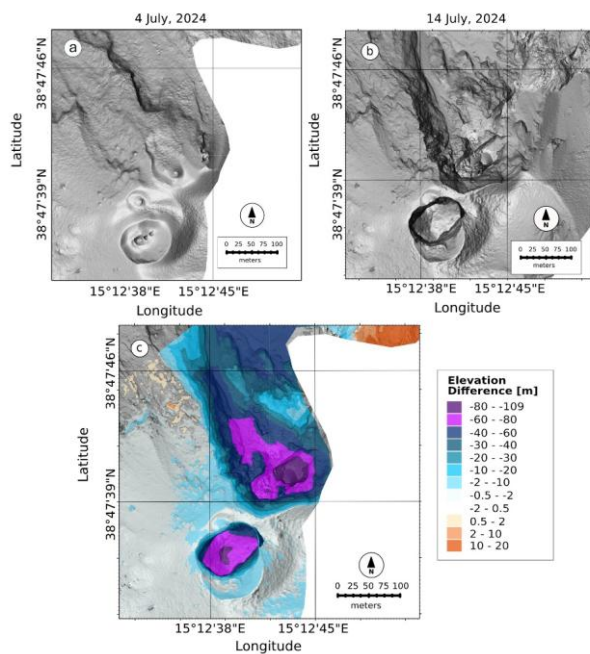 4 July, 2024
14 July, 2024
a
b
Latitude
38°47'46"N
38°47'39"N
Latitude
38°47'46"N
38°47'39"N
N
0 25 50 75 100
meters
N
0 25 50 75 100
meters
15°12'38"E 15°12'45"E
15°12'38"E 15°12'45"E
Longitude
Longitude
c
Latitude
38°47'46"N
38°47'39"N
N
0 25 50 75 100
meters
15°12'38"E 15°12'45"E
Longitude
Elevation
Difference [m]
-80 - -109
-60 - -80
-40 - -60
-30 - -40
-20 - -30
-10 - -20
-2 - -10
-0.5 - -2
-2 - 0.5
0.5 - 2
2 - 10
10 - 20